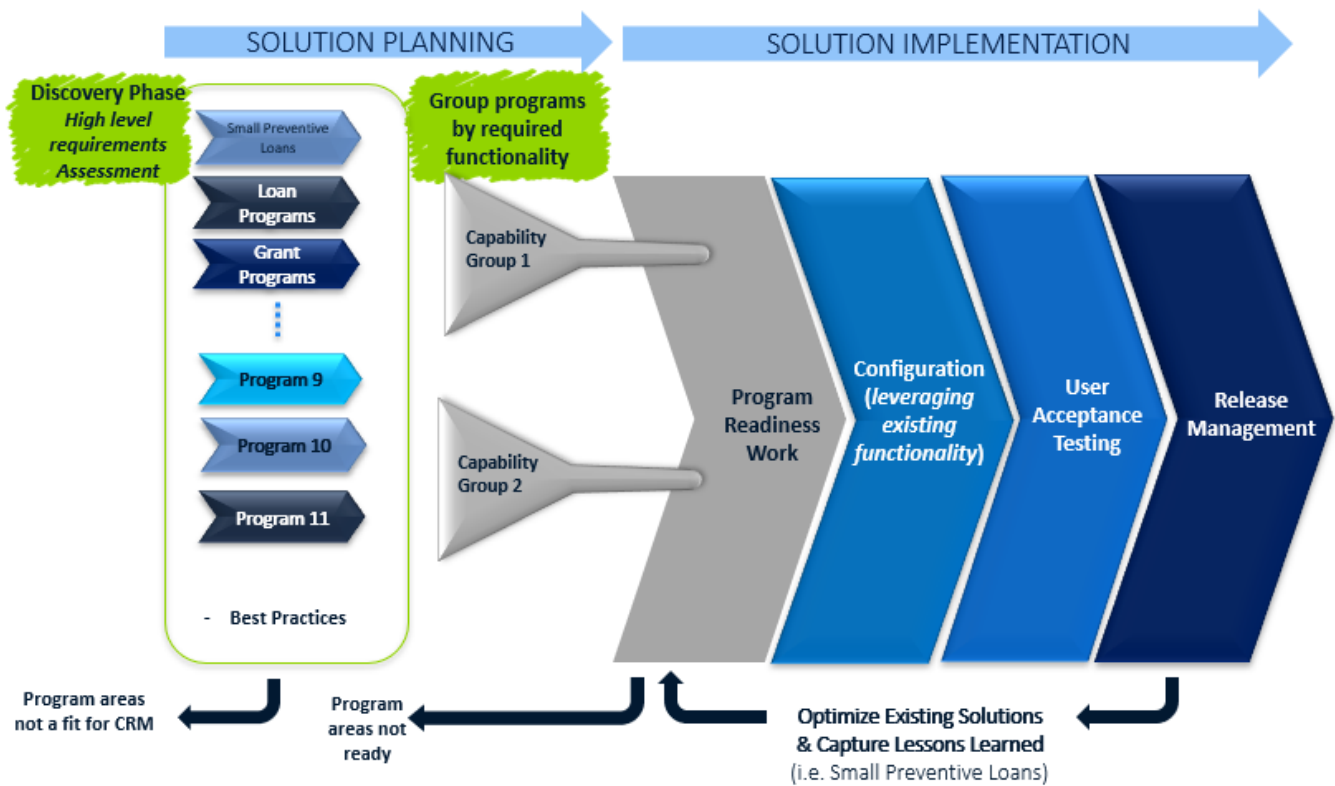 SOLUTION PLANNING
SOLUTION IMPLEMENTATION
Discovery Phase
High level
requirements
Assessment
Small Preventive
Loans
Loan
Programs
Grant
Programs
Program 9
Program 10
Program 11
- Best Practices
Group programs
by required
functionality
Capability
Group 1
Capability
Group 2
Program
Readiness
Work
Configuration
(leveraging
existing
functionality)
User
Acceptance
Testing
Release
Management
Program areas
not a fit for CRM
Program
areas not
ready
Optimize Existing Solutions
& Capture Lessons Learned
(i.e. Small Preventive Loans)